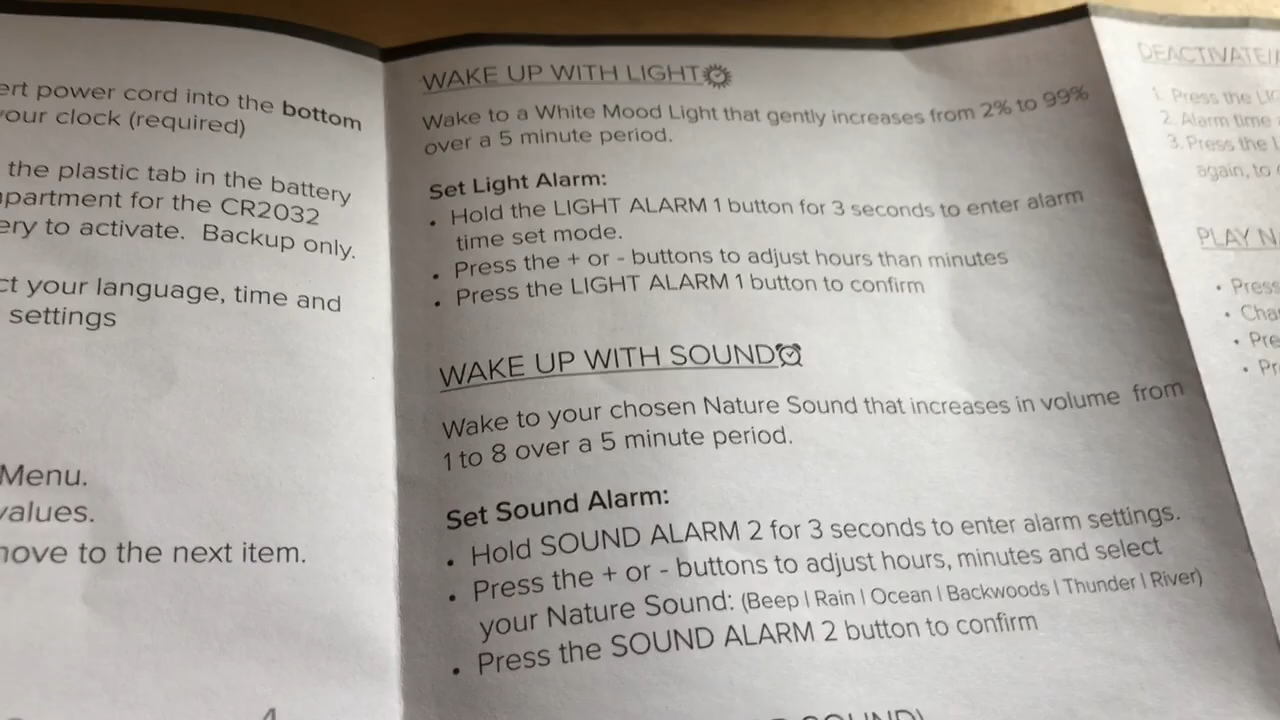 ert power cord into the bottom
your clock (required)
the plastic tab in the battery
partment for the CR2032
ery to activate. Backup only.
ct your language, time and
settings
Menu.
values.
move to the next item.
WAKE UP WITH LIGHT
Wake to a White Mood Light that gently increases from 2% to 99%
over a 5 minute period.
Set Light Alarm:
• Hold the LIGHT ALARM 1 button for 3 seconds to enter alarm
time set mode.
• Press the + or - buttons to adjust hours than minutes
• Press the LIGHT ALARM 1 button to confirm
WAKE UP WITH SOUND
Wake to your chosen Nature Sound that increases in volume from
1 to 8 over a 5 minute period.
Set Sound Alarm:
• Hold SOUND ALARM 2 for 3 seconds to enter alarm settings.
• Press the + or - buttons to adjust hours, minutes and select
your Nature Sound: (Beep | Rain | Ocean | Backwoods | Thunder | River)
• Press the SOUND ALARM 2 button to confirm
DEACTIVATE/
1. Press the LIG
2. Alarm time
3. Press the
again, to
PLAY NA
• Press
• Cha
• Pre
• Pr